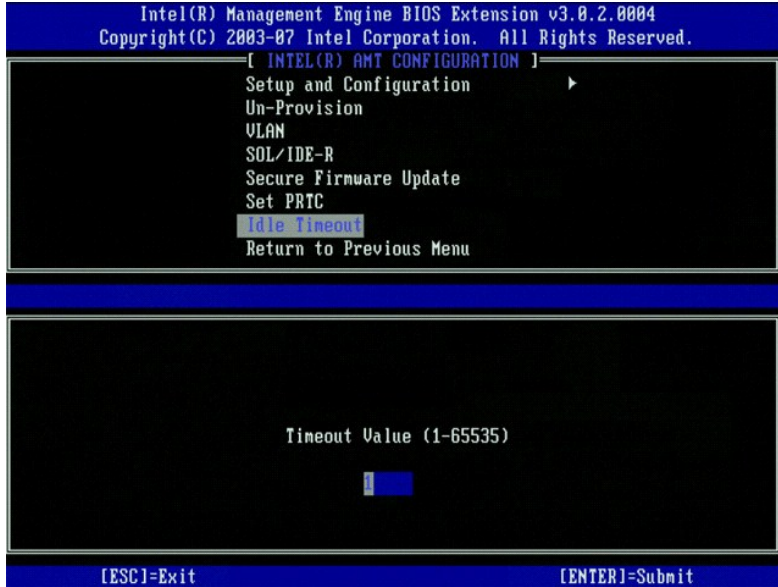 Intel(R) Management Engine BIOS Extension v3.0.2.0004
Copyright(C) 2003-07 Intel Corporation. All Rights Reserved.
[ INTEL(R) AMT CONFIGURATION ]
Setup and Configuration
Un-Provision
VLAN
SOL/IDE-R
Secure Firmware Update
Set PRTC
Idle Timeout
Return to Previous Menu
Timeout Value (1-65535)
1
[ESC]=Exit [ENTER]=Submit